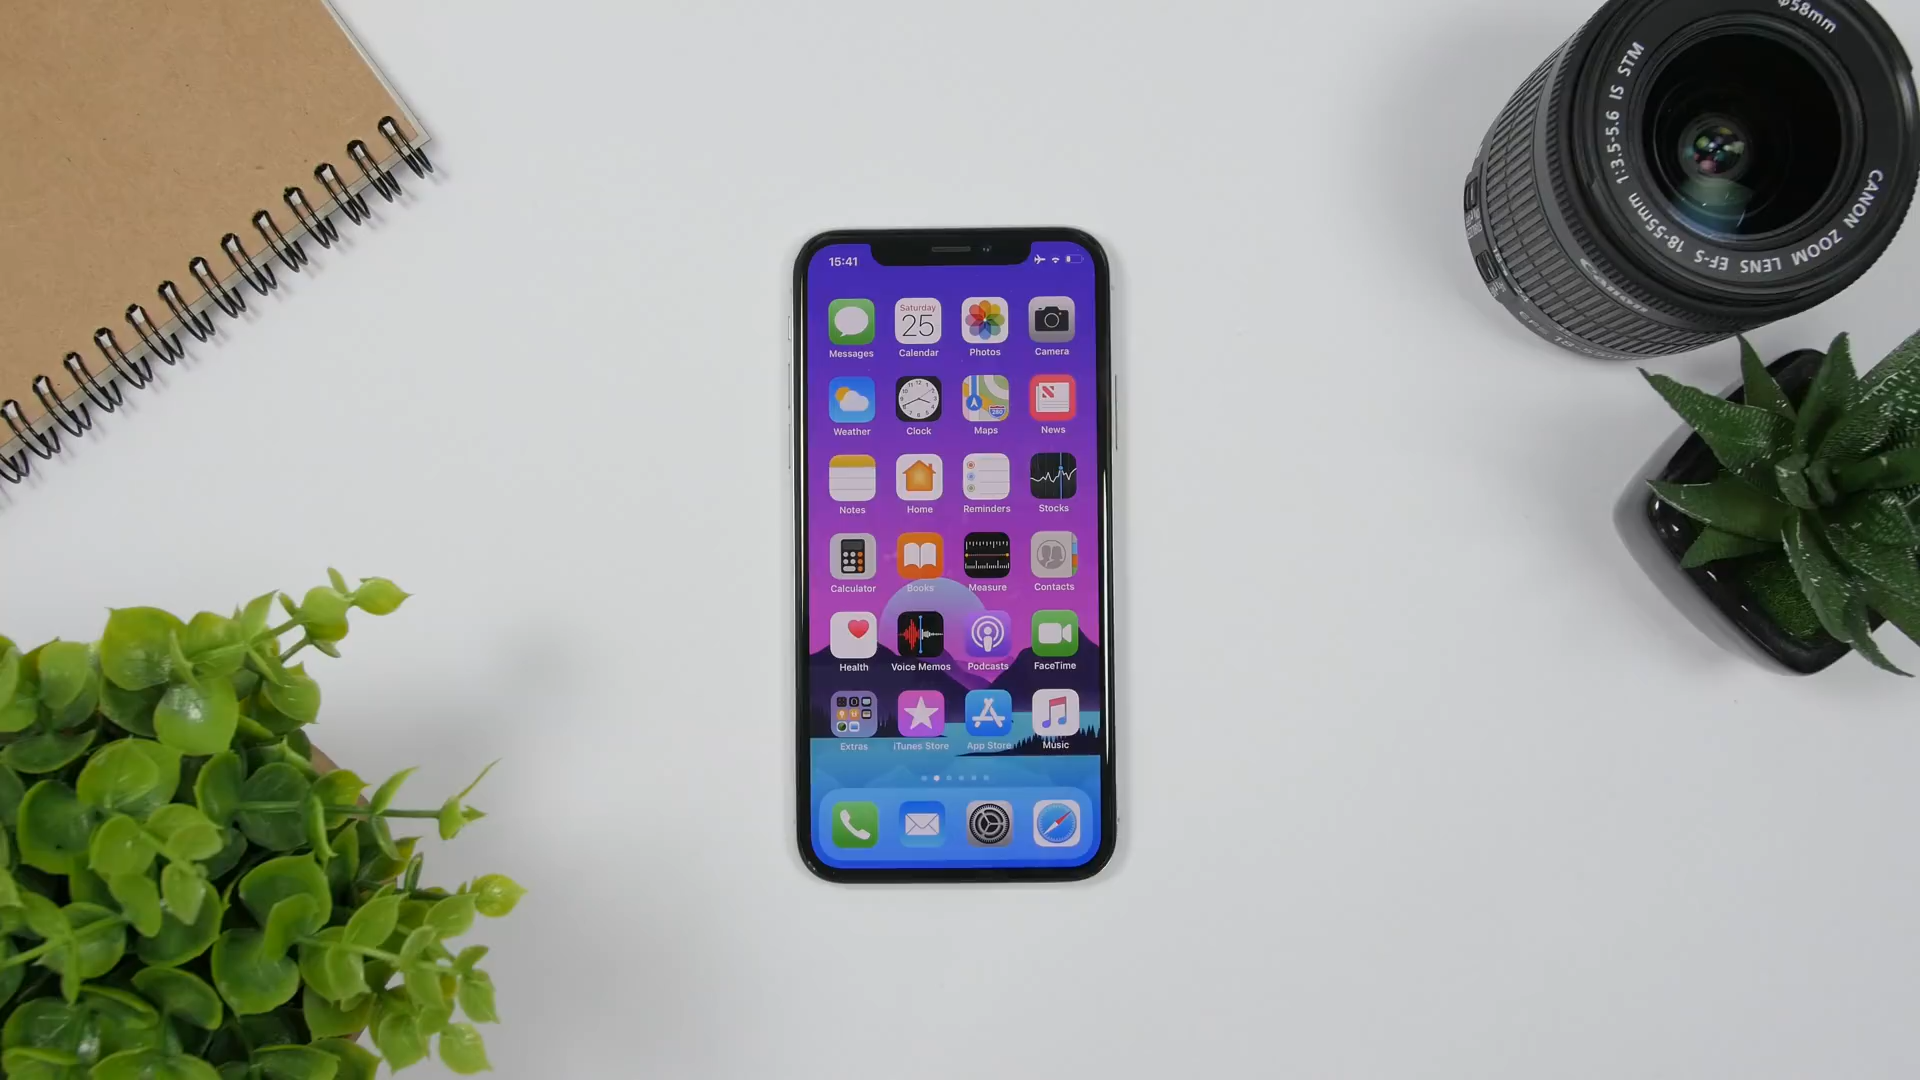 φ58mm
CANON ZOOM LENS EF-S 18-55mm 1:3.5-5.6 IS STM
Canon
15:41
Saturday
25
Messages Calendar Photos Camera
Weather Clock Maps News
Notes Home Reminders Stocks
Calculator Books Measure Contacts
Health Voice Memos Podcasts FaceTime
Extras iTunes Store App Store Music